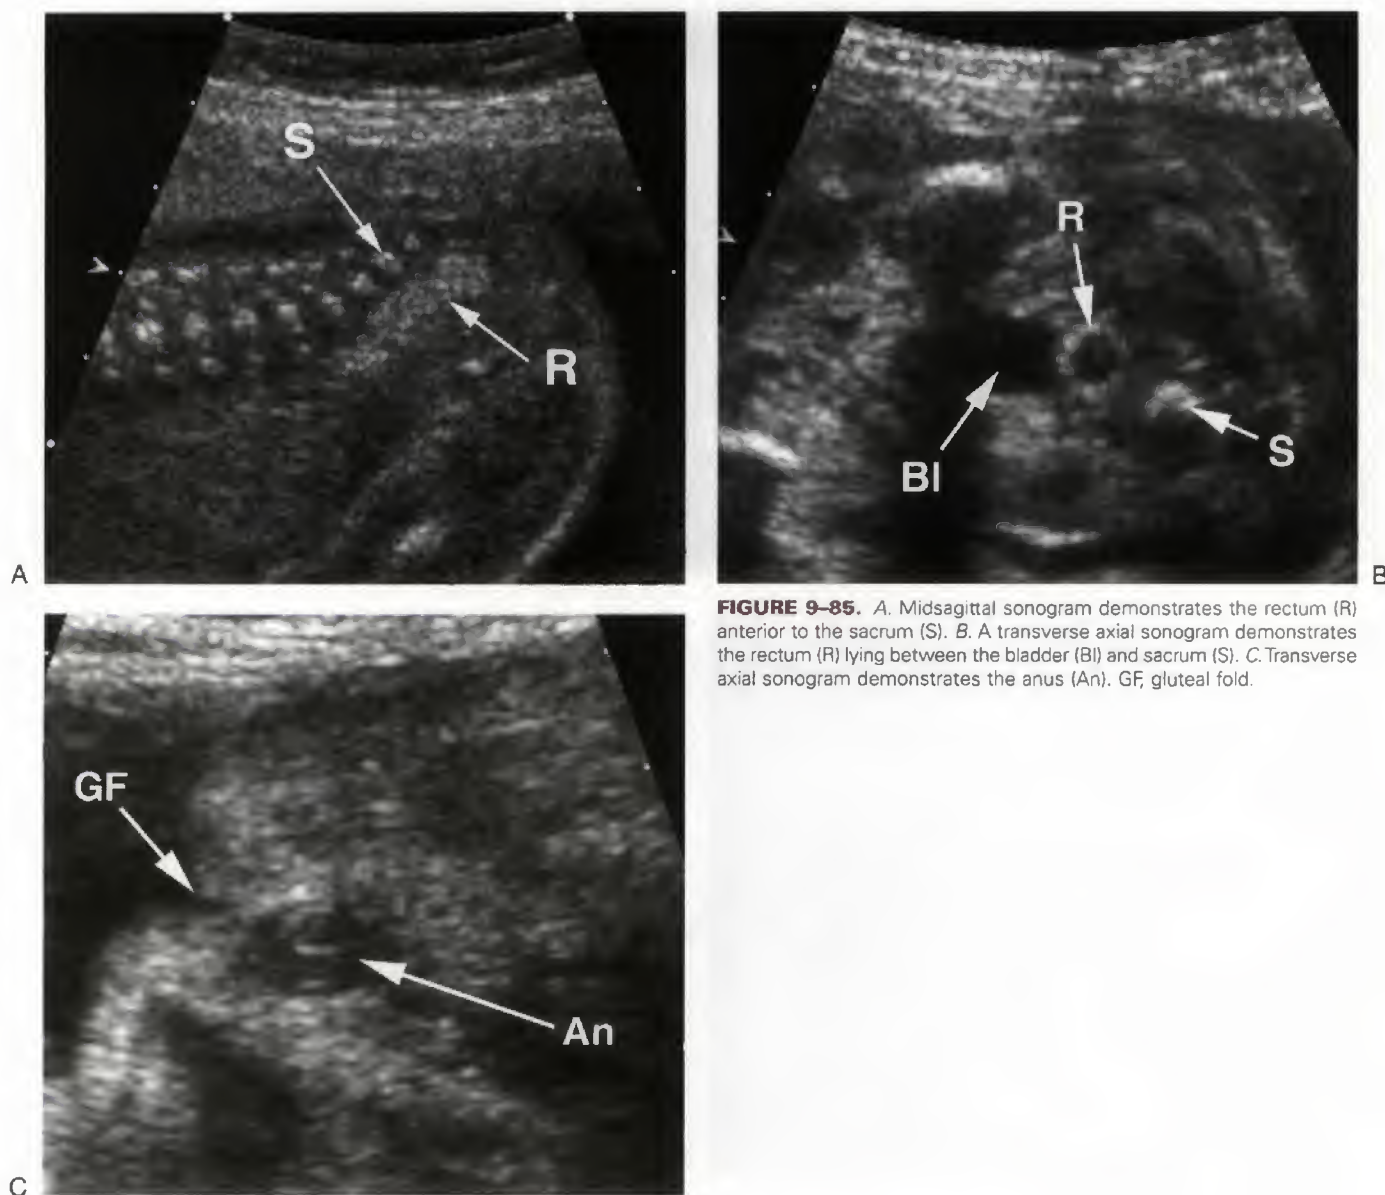 S
R
A
R
Bl
S
B
FIGURE 9–85. A. Midsagittal sonogram demonstrates the rectum (R)
anterior to the sacrum (S). B. A transverse axial sonogram demonstrates
the rectum (R) lying between the bladder (Bl) and sacrum (S). C. Transverse
axial sonogram demonstrates the anus (An). GF, gluteal fold.
GF
An
C